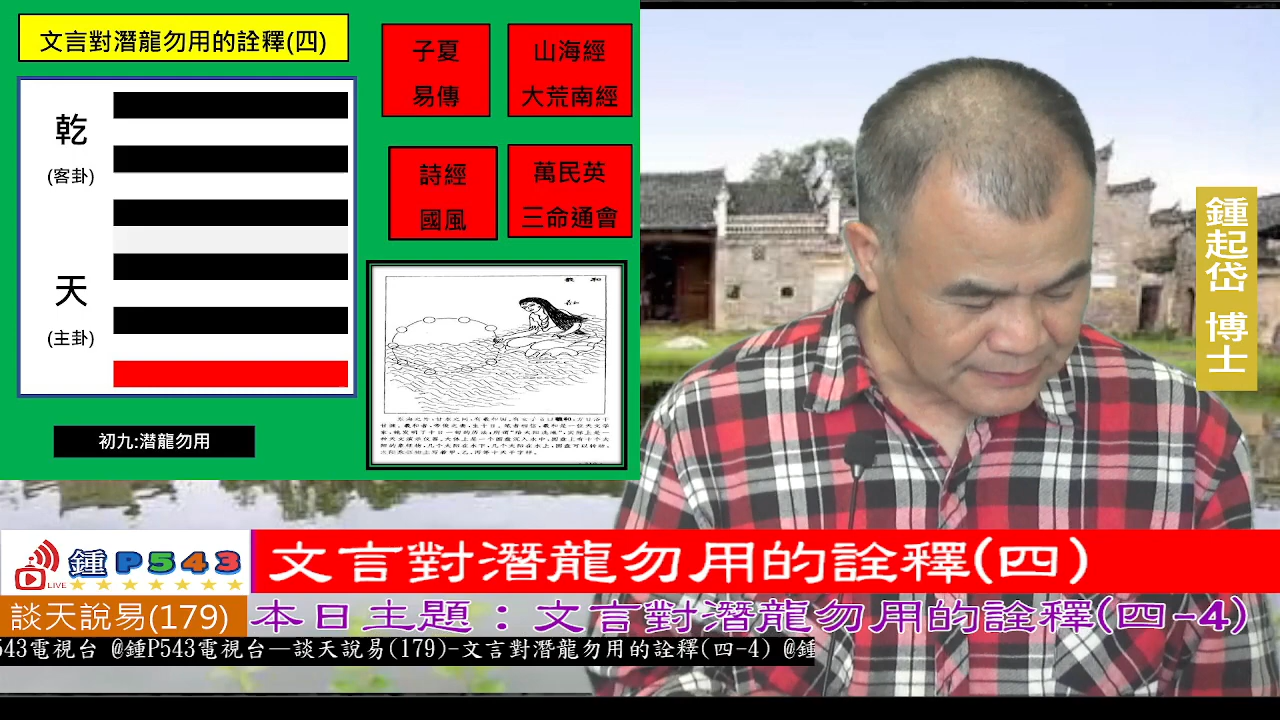 文言對潛龍勿用的詮釋(四)
乾
(客卦)
天
(主卦)
初九:潛龍勿用
子夏
易傳
山海經
大荒南經
詩經
國風
萬民英
三命通會
羲和
鍾起岱 博士
LIVE
鍾P543
文言對潛龍勿用的詮釋(四)
談天說易(179)
本日主題：文言對潛龍勿用的詮釋(四-4)
543電視台 @鍾P543電視台—談天說易(179)-文言對潛龍勿用的詮釋(四-4) @鍾